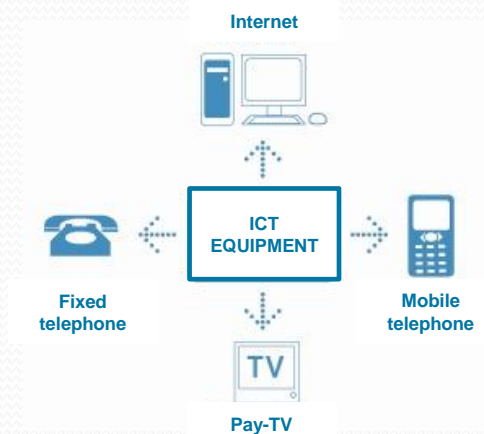 Internet
ICT
EQUIPMENT
Fixed
telephone
Mobile
telephone
TV
Pay-TV